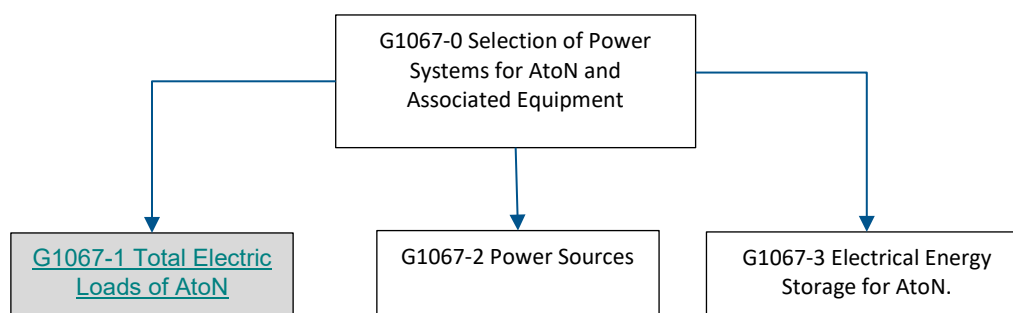 G1067-0 Selection of Power
Systems for AtoN and
Associated Equipment
G1067-1 Total Electric
Loads of AtoN
G1067-2 Power Sources
G1067-3 Electrical Energy
Storage for AtoN.